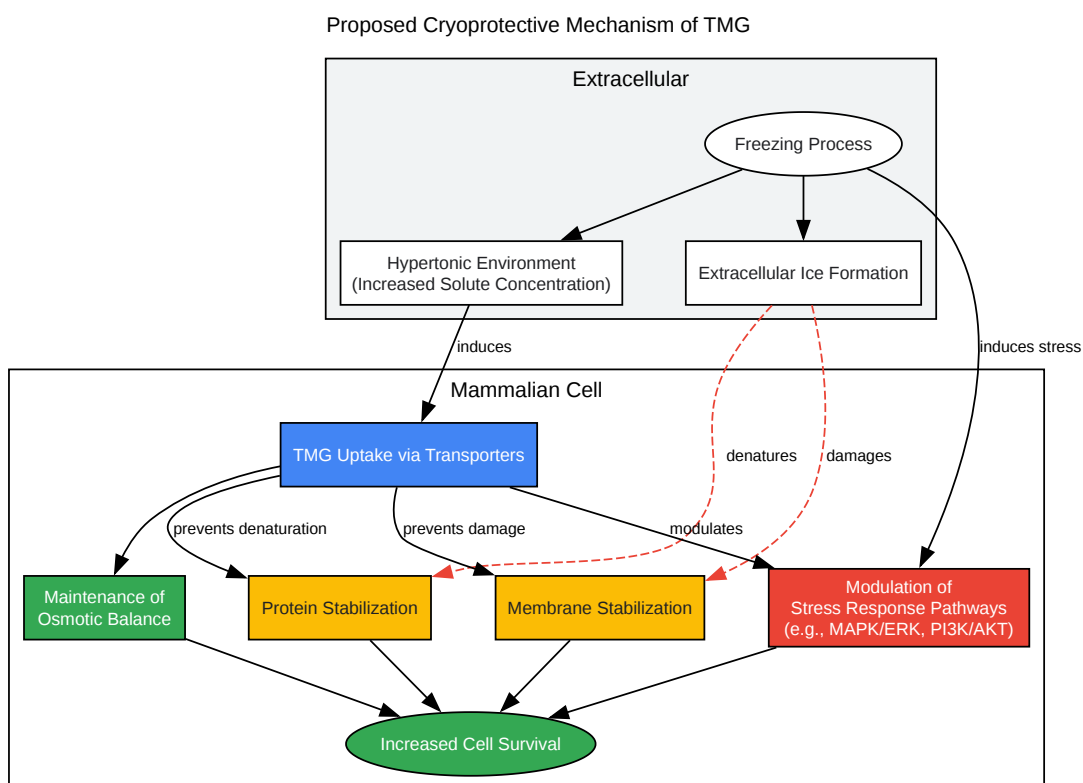 Proposed Cryoprotective Mechanism of TMG
Extracellular
Freezing Process
Hypertonic Environment
(Increased Solute Concentration)
Extracellular Ice Formation
induces
induces stress
Mammalian Cell
TMG Uptake via Transporters
denatures
damages
prevents denaturation
prevents damage
modulates
Maintenance of
Osmotic Balance
Protein Stabilization
Membrane Stabilization
Modulation of
Stress Response Pathways
(e.g., MAPK/ERK, PI3K/AKT)
Increased Cell Survival